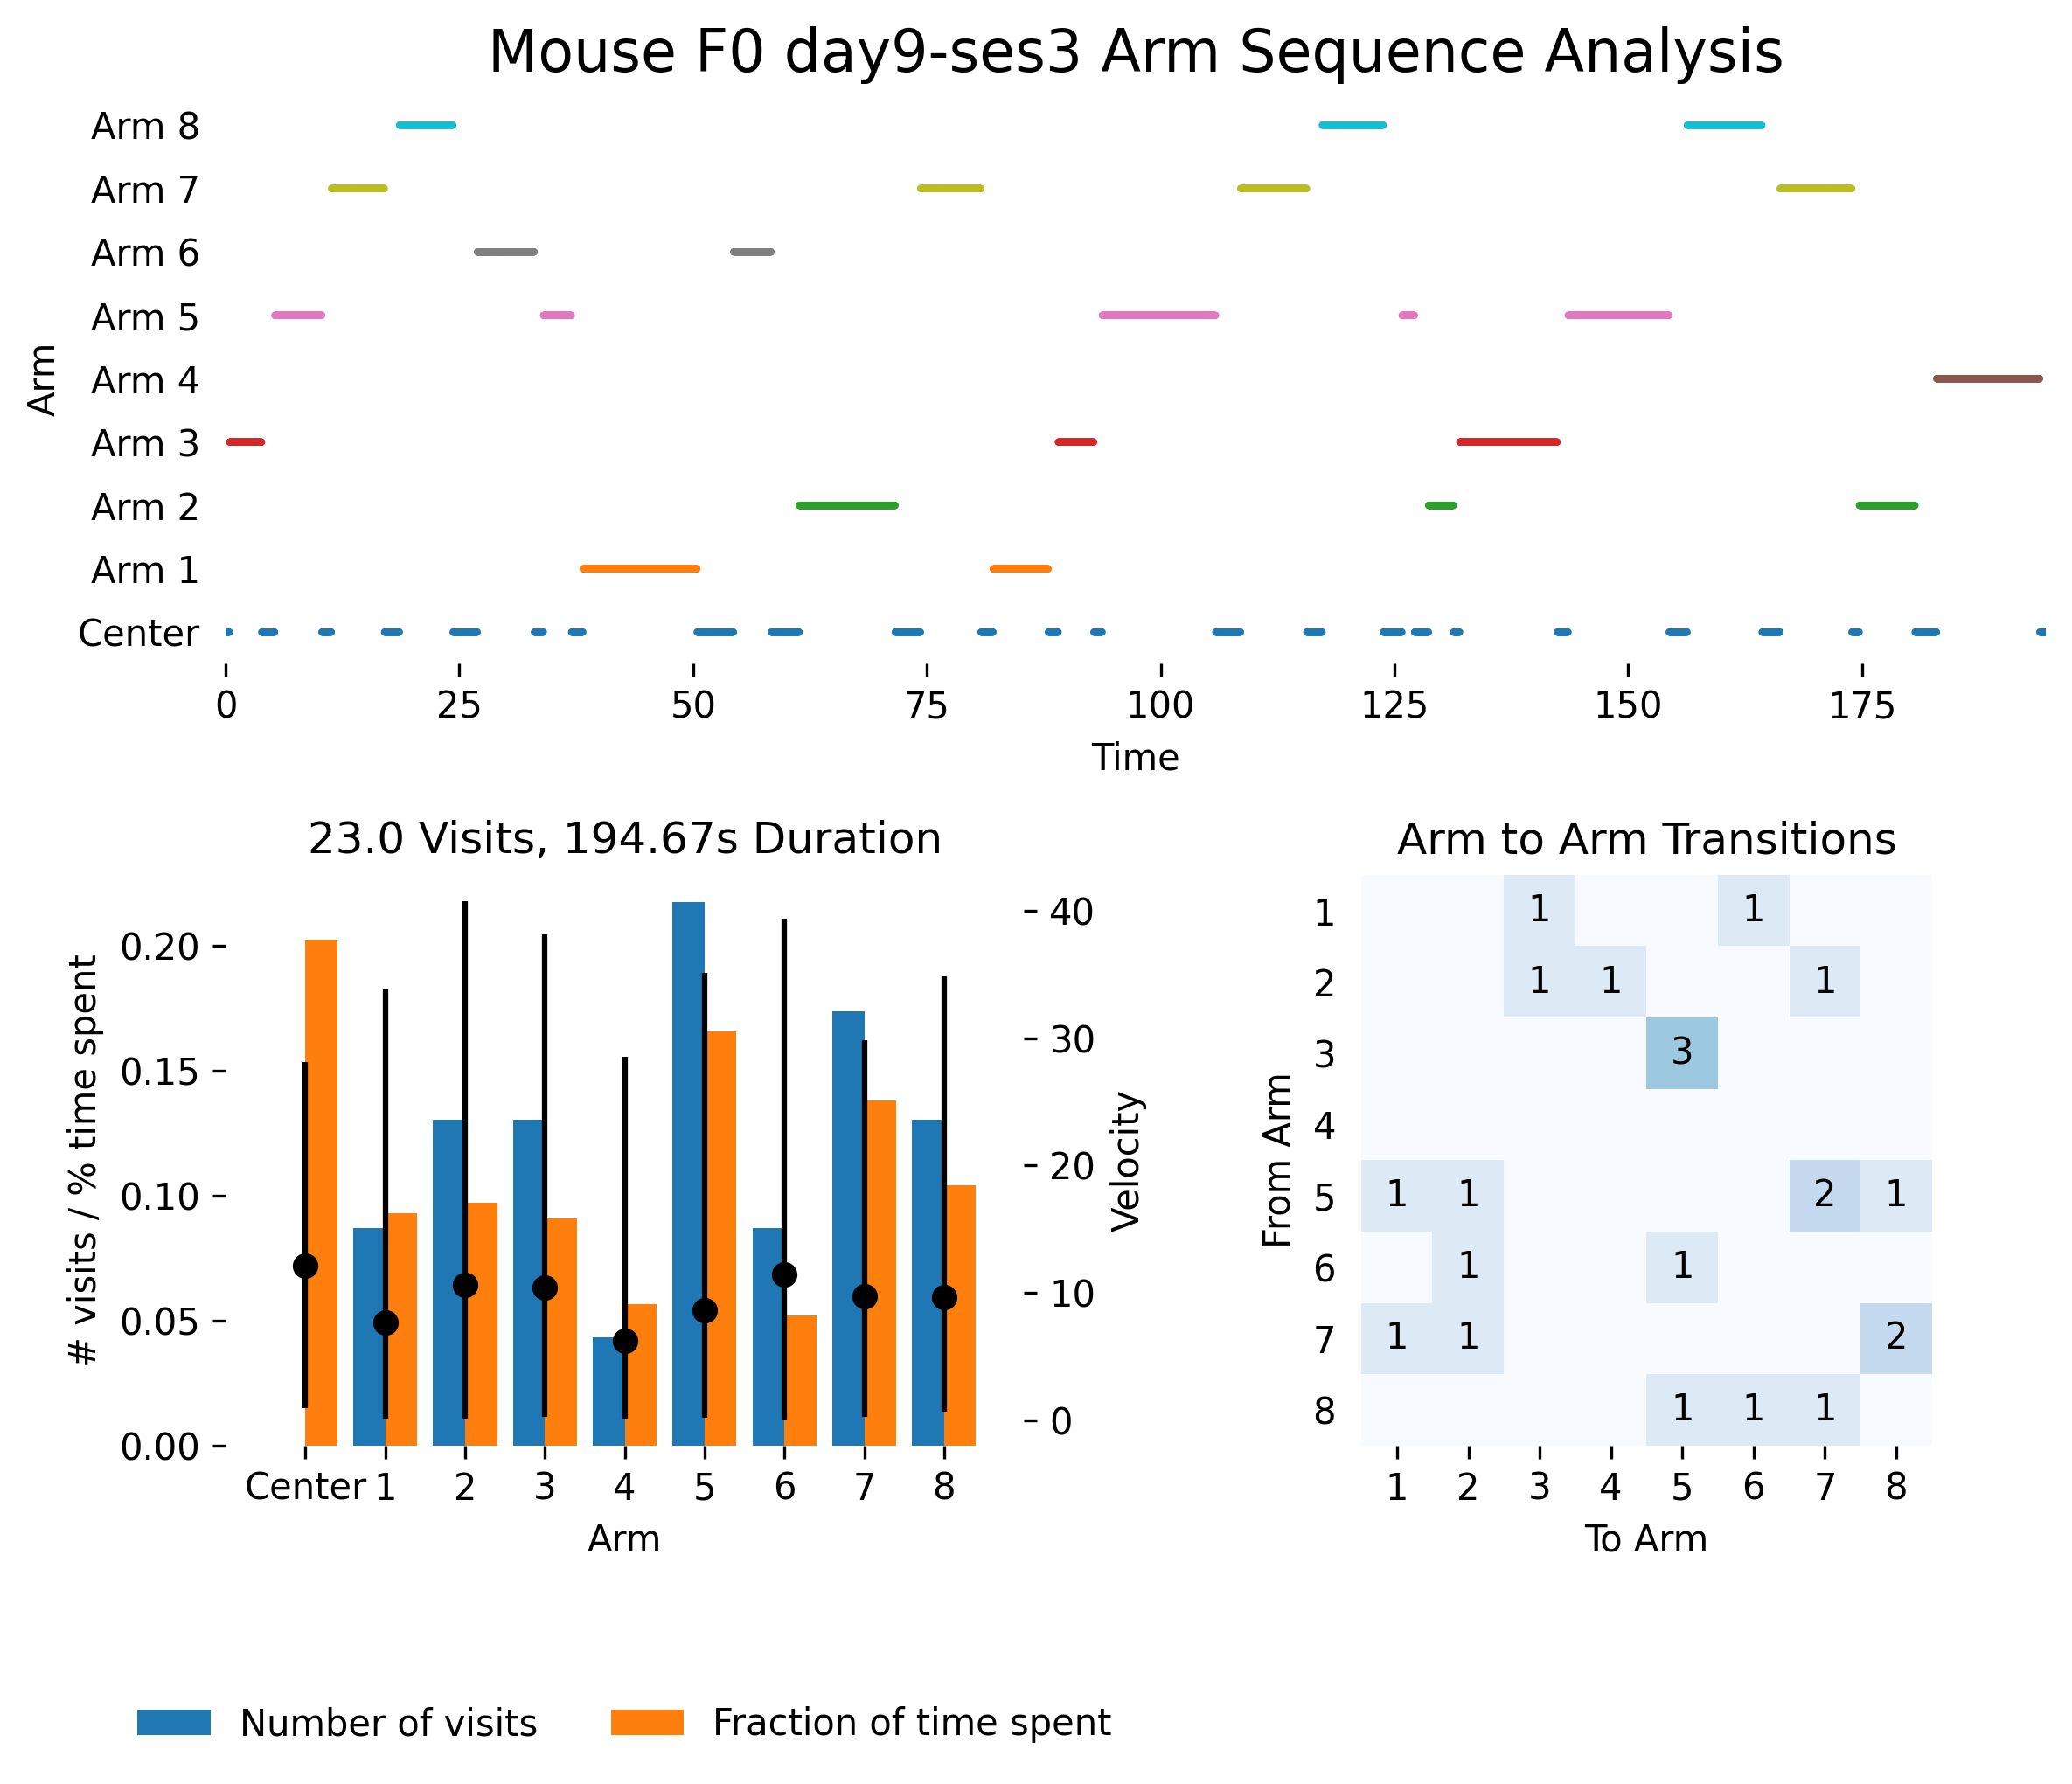 Mouse F0 day9-ses3 Arm Sequence Analysis
Arm
Arm 8
Arm 7
Arm 6
Arm 5
Arm 4
Arm 3
Arm 2
Arm 1
Center
0 25 50 75 100 125 150 175
Time
23.0 Visits, 194.67s Duration
# visits / % time spent
0.20
0.15
0.10
0.05
0.00
40
30
20
10
0
Velocity
Center 1 2 3 4 5 6 7 8
Arm
Arm to Arm Transitions
From Arm
1 1 1
2 1 1 1
3 3
4
5 1 1 2 1
6 1 1
7 1 1 2
8 1 1 1
1 2 3 4 5 6 7 8
To Arm
Number of visits
Fraction of time spent